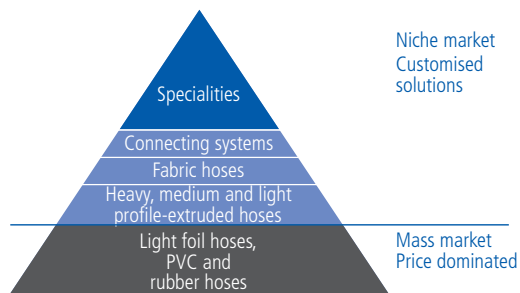 Niche market
Customised
solutions
Specialities
Connecting systems
Fabric hoses
Heavy, medium and light
profile-extruded hoses
Light foil hoses,
PVC and
rubber hoses
Mass market
Price dominated